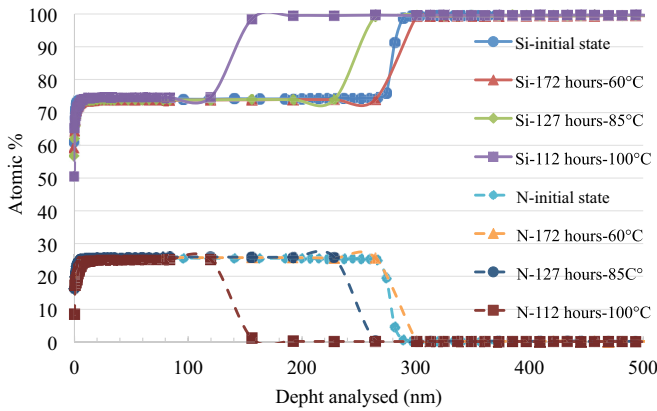 100
90
80
70
60
50
40
30
20
10
0
Atomic %
Si-initial state
Si-172 hours-60°C
Si-127 hours-85°C
Si-112 hours-100°C
N-initial state
N-172 hours-60°C
N-127 hours-85C°
N-112 hours-100°C
0 100 200 300 400 500
Depht analysed (nm)